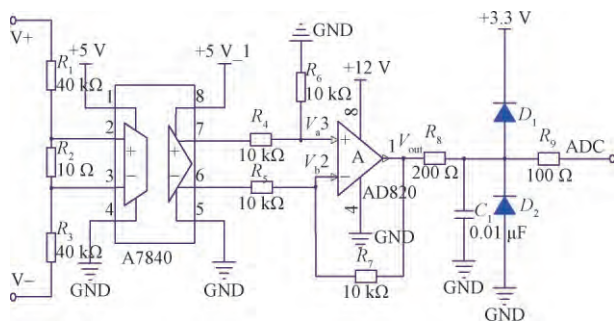 +3.3 V
GND
V+
+5 V
+5 V_1
R1
40 kΩ
R6
10 kΩ
+12 V
1
8
8
2
7
R4
10 kΩ
Va3
1
Vout
R8
200 Ω
D1
R9
100 Ω
ADC
R2
10 Ω
+
−
+
−
+
−
A
3
6
R5
10 kΩ
Vb2
AD820
4
C1
0.01 μF
D2
4
5
R3
40 kΩ
V−
GND
A7840
GND
GND
R7
10 kΩ
GND
GND